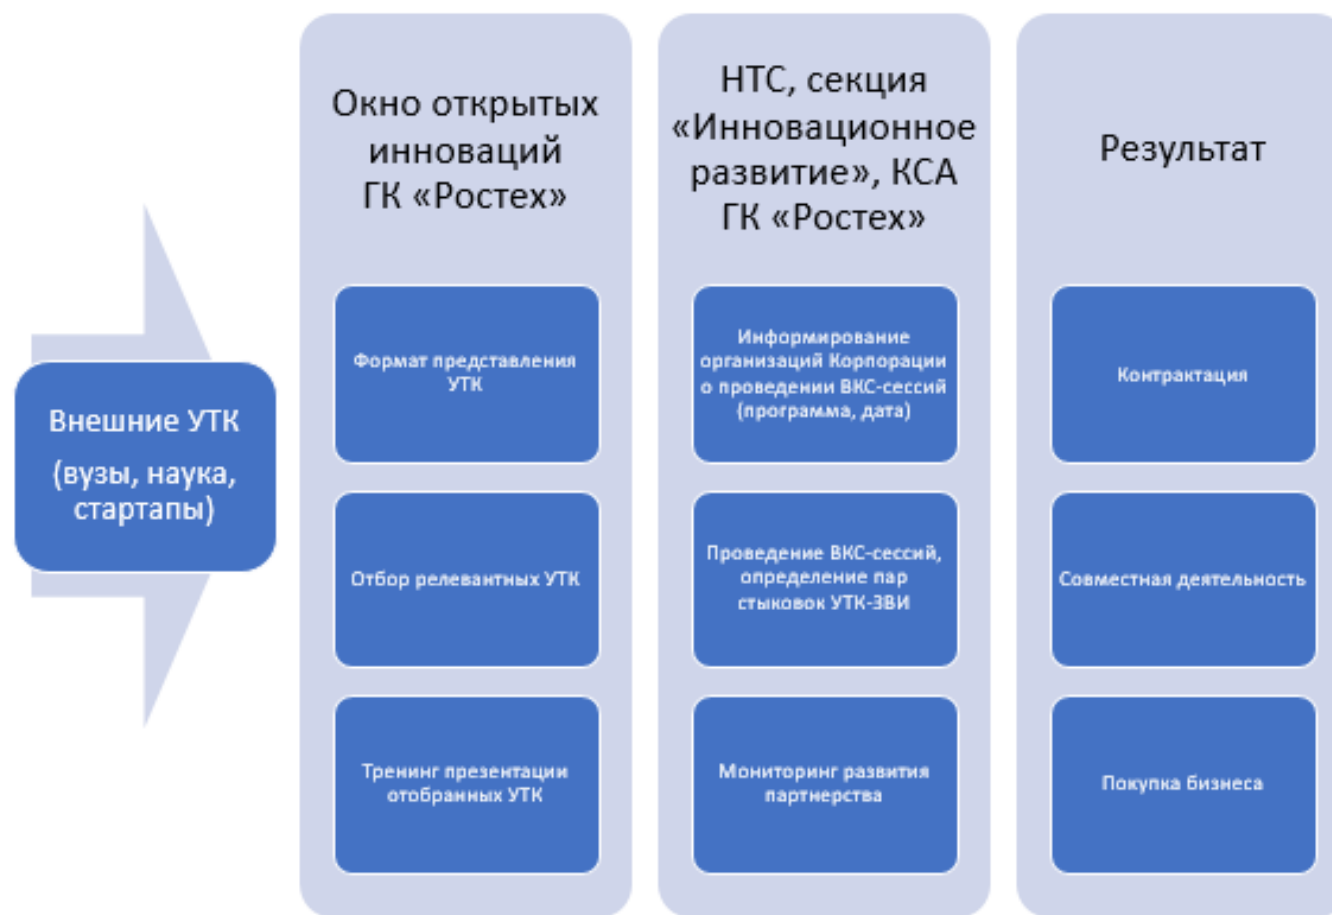 Внешние УТК
(вузы, наука,
стартапы)
Окно открытых
инноваций
ГК «Ростех»
Формат представления
УТК
Отбор релевантных УТК
Тренинг презентации
отобранных УТК
НТС, секция
«Инновационное
развитие», КСА
ГК «Ростех»
Информирование
организаций Корпорации
о проведении ВКС-сессий
(программа, дата)
Проведение ВКС-сессий,
определение пар
стыковок УТК-ЗВИ
Мониторинг развития
партнерства
Результат
Контрактация
Совместная деятельность
Покупка бизнеса